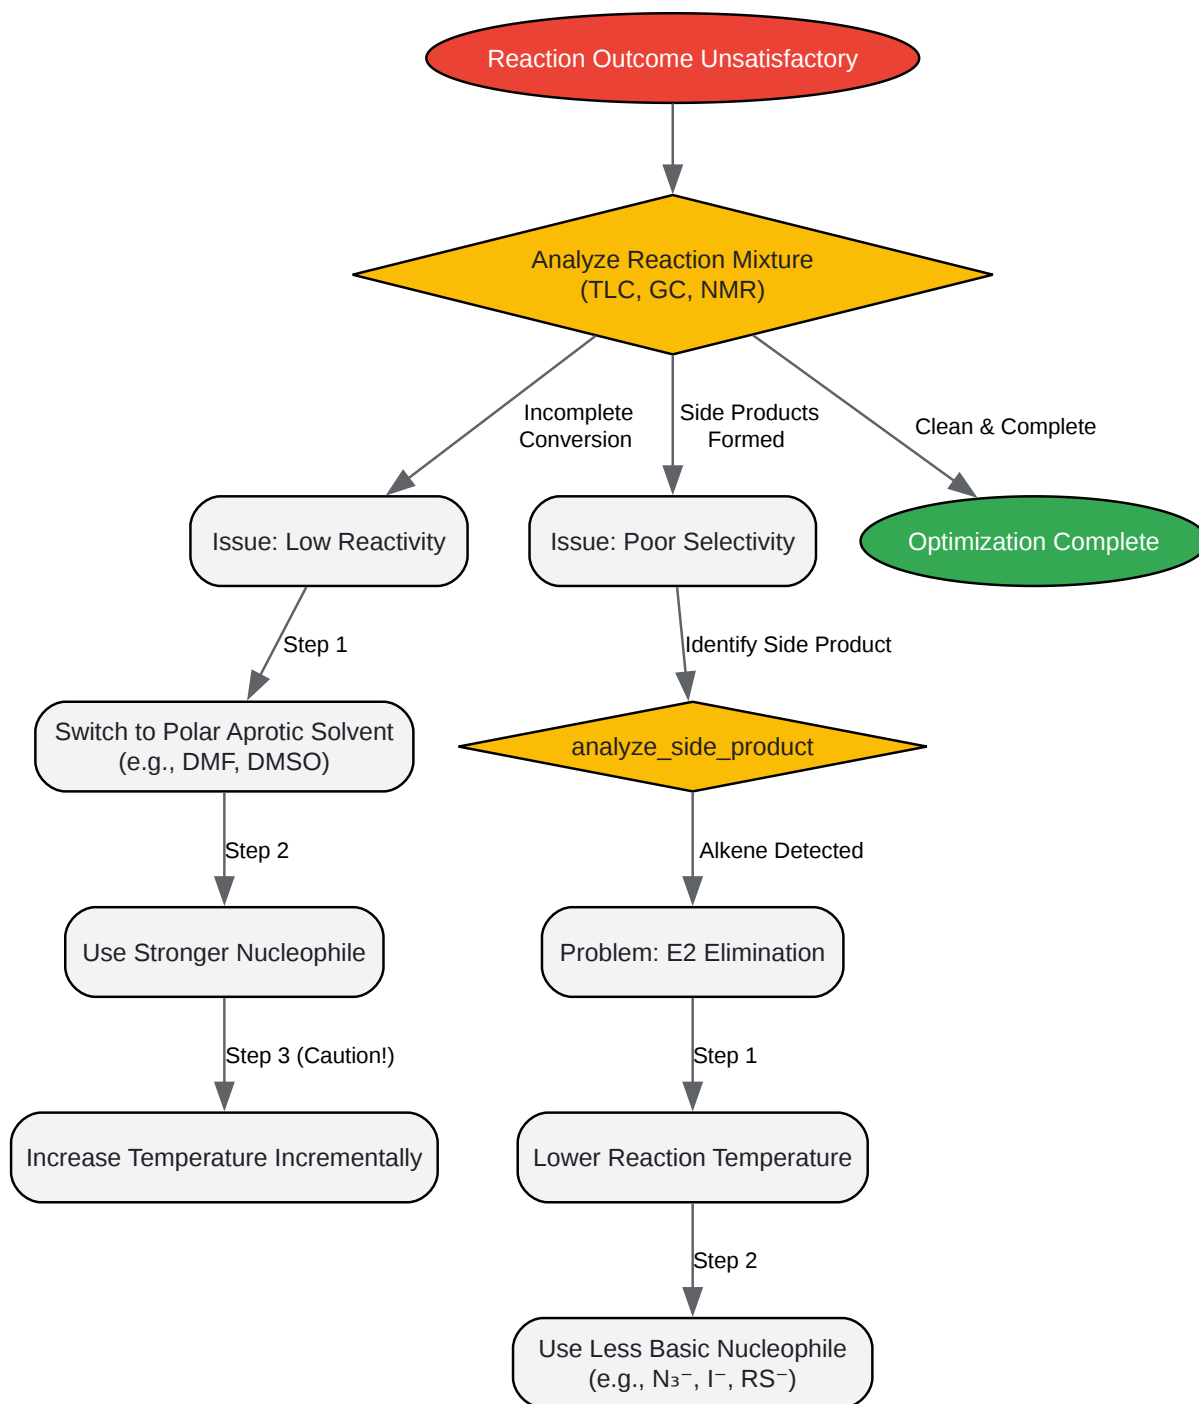 Reaction Outcome Unsatisfactory
Analyze Reaction Mixture
(TLC, GC, NMR)
Incomplete
Conversion
Side Products
Formed
Clean & Complete
Issue: Low Reactivity
Issue: Poor Selectivity
Optimization Complete
Step 1
Identify Side Product
Switch to Polar Aprotic Solvent
(e.g., DMF, DMSO)
analyze_side_product
Step 2
Alkene Detected
Use Stronger Nucleophile
Problem: E2 Elimination
Step 3 (Caution!)
Step 1
Increase Temperature Incrementally
Lower Reaction Temperature
Step 2
Use Less Basic Nucleophile
(e.g., N₃⁻, I⁻, RS⁻)